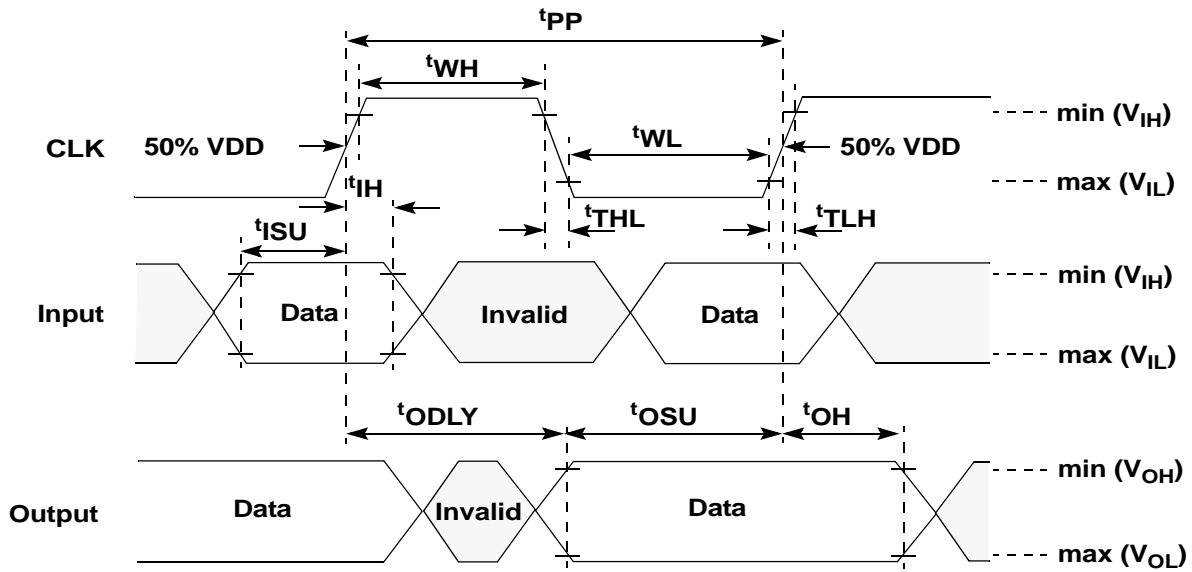 tPP
tWH
min (VIH)
CLK
50% VDD
tWL
50% VDD
max (VIL)
tIH
tTHL
tTLH
tISU
min (VIH)
Input
Data
Invalid
Data
max (VIL)
tODLY
tOSU
tOH
min (VOH)
Output
Data
Invalid
Data
max (VOL)